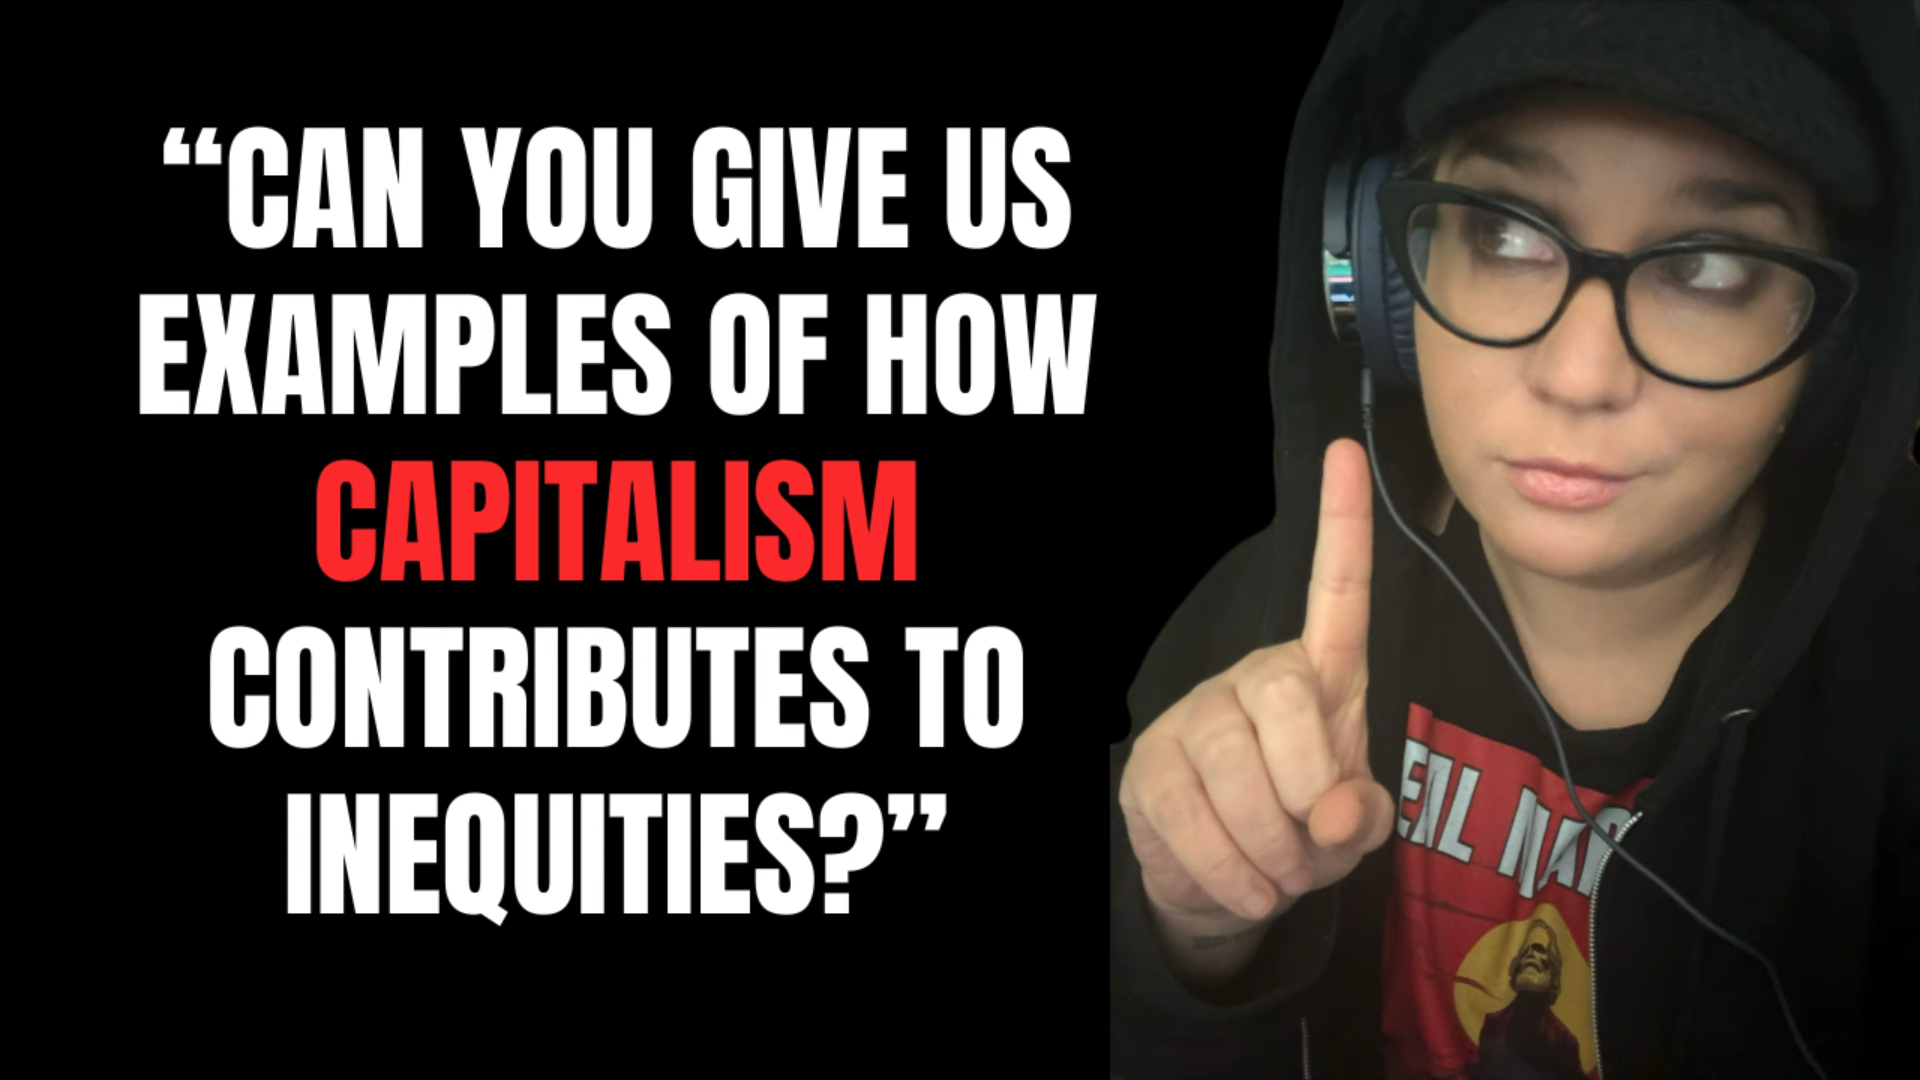 “CAN YOU GIVE US
EXAMPLES OF HOW
CAPITALISM
CONTRIBUTES TO
INEQUITIES?”